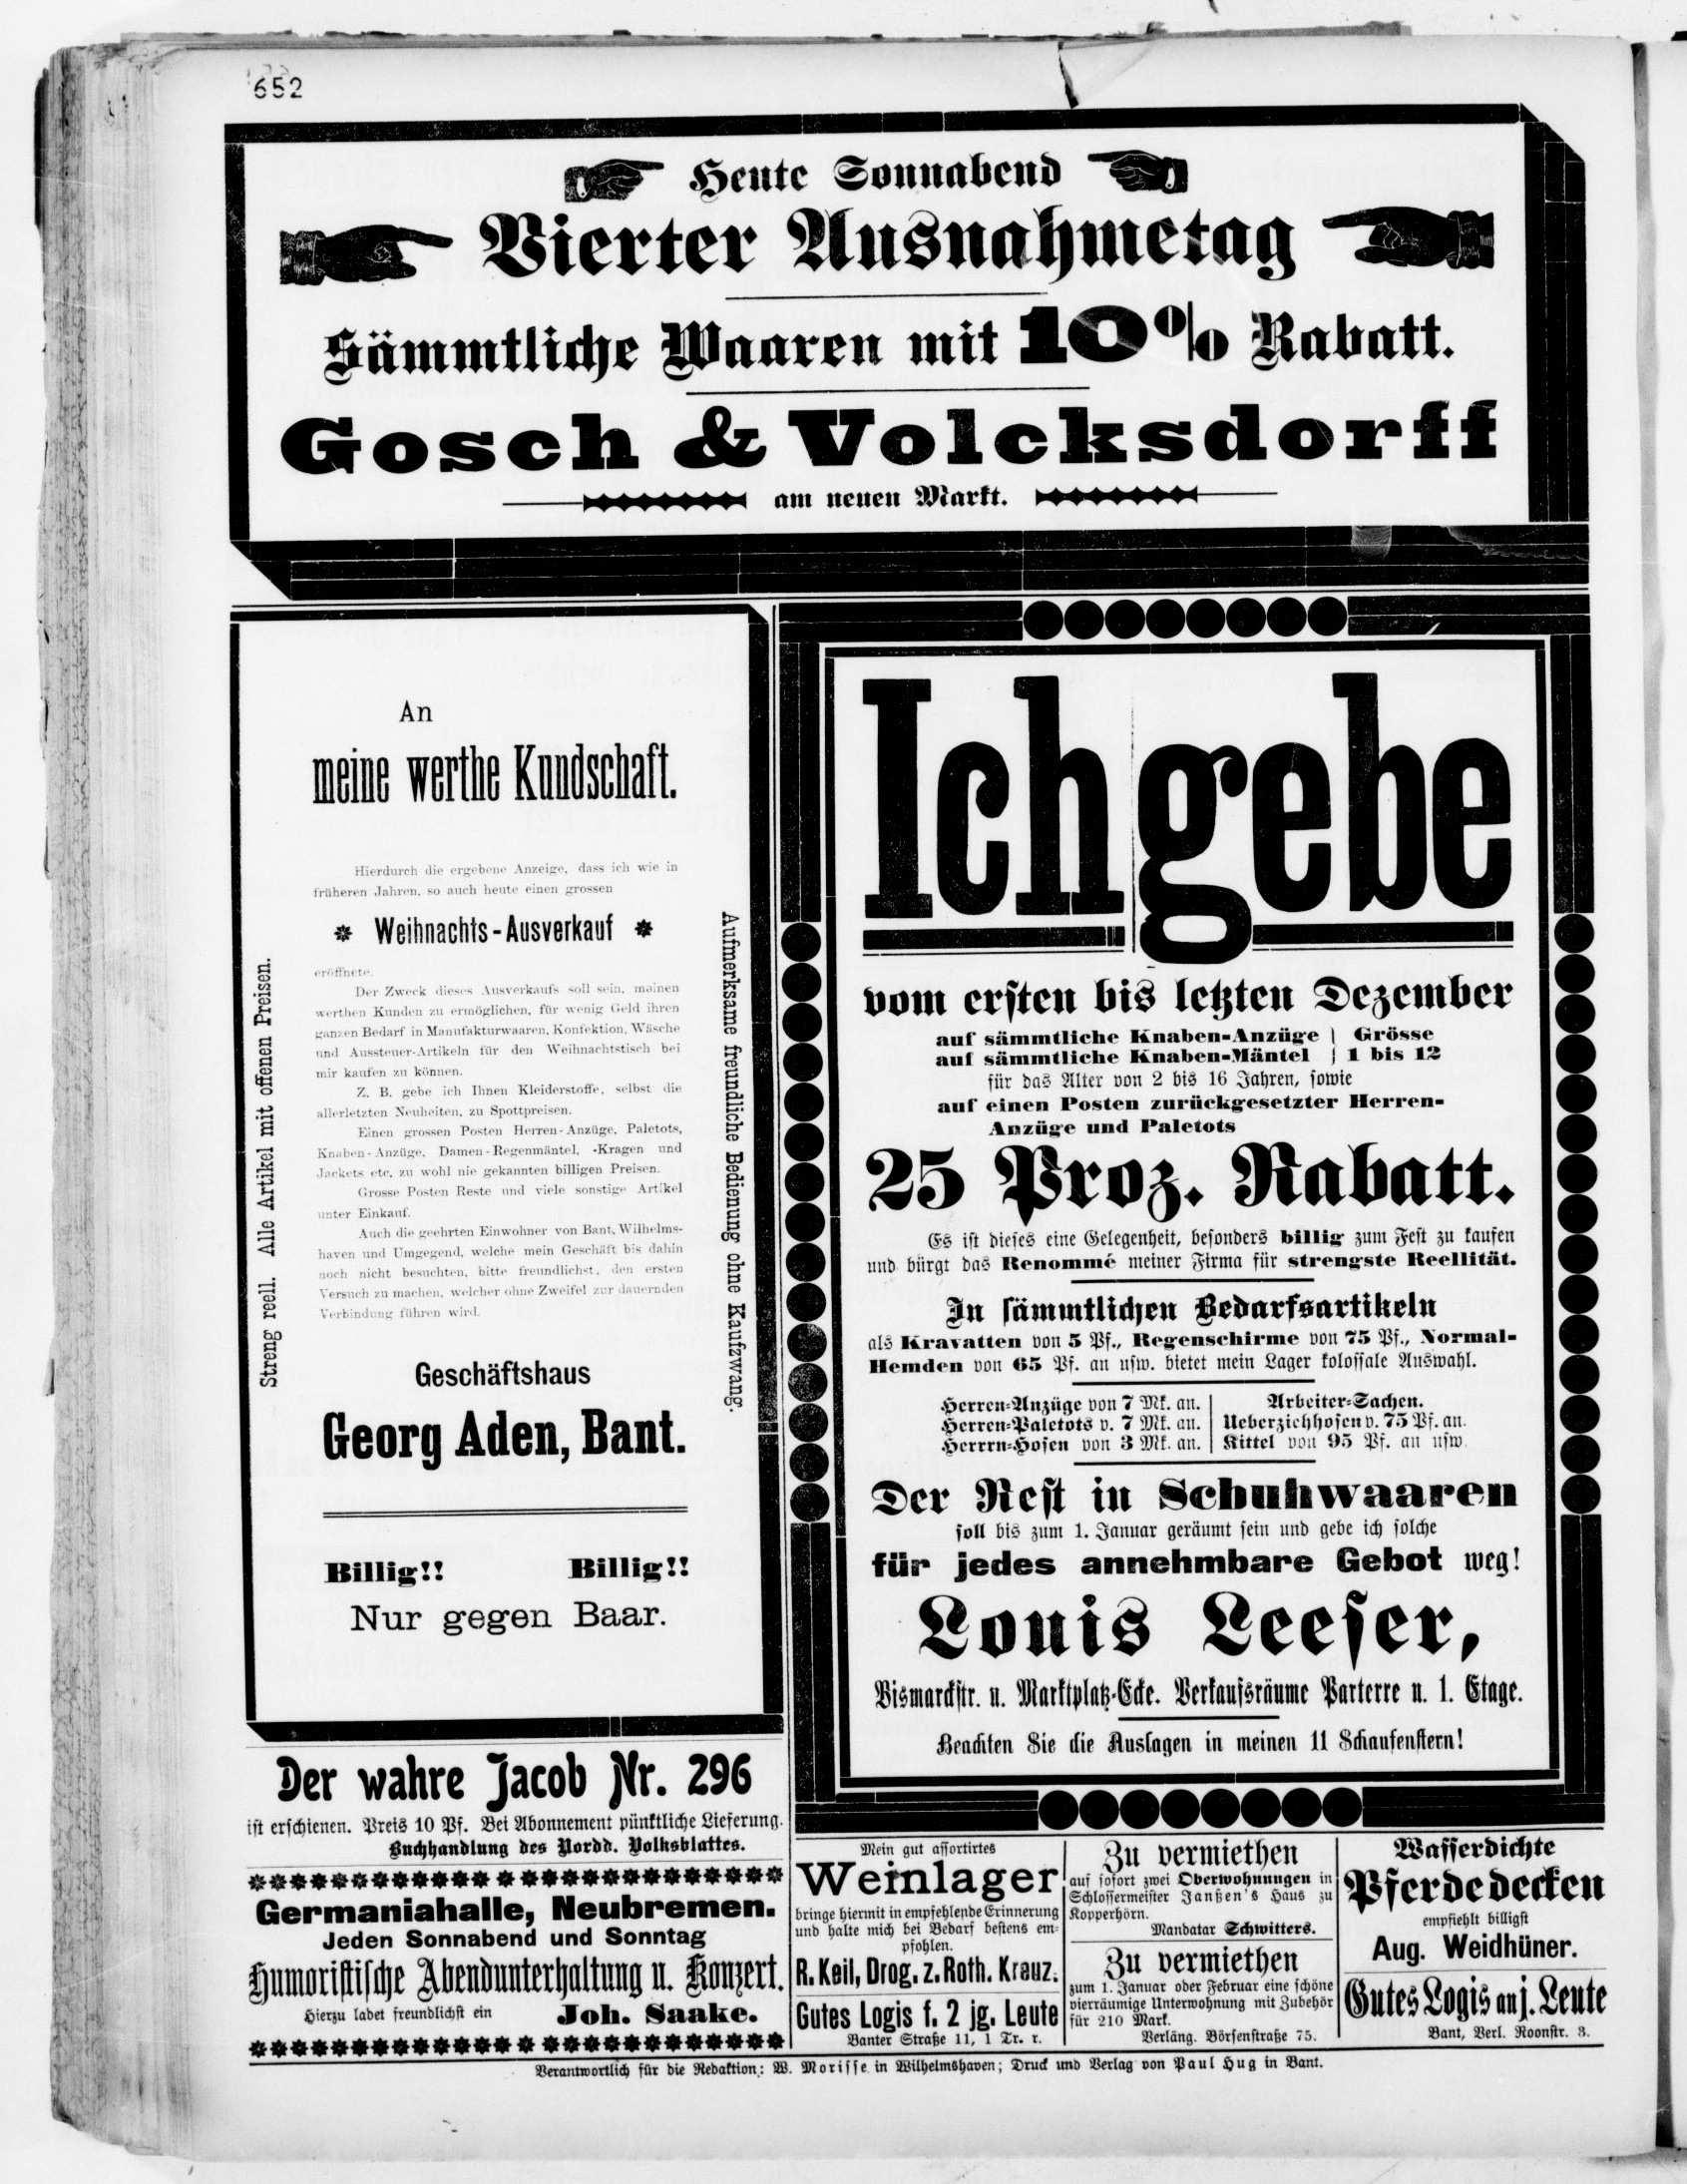 652
Heute Sonnabend
Vierter Ausnahmetag
Sämmtliche Waaren mit 10% Rabatt.
Gosch & Volcksdorff
am neuen Markt.
An
meine werthe Kundschaft.
Hierdurch die ergebene Anzeige, dass ich wie in
früheren Jahren, so auch heute einen grossen
Weihnachts-Ausverkauf
eröffnete.
Der Zweck dieses Ausverkaufs soll sein, meinen
werthen Kunden zu ermöglichen, für wenig Geld ihren
ganzen Bedarf in Manufakturwaaren, Konfektion, Wäsche
und Aussteuer-Artikeln für den Weihnachtstisch bei
mir kaufen zu können.
Z. B. gebe ich Ihnen Kleiderstoffe, selbst die
allerletzten Neuheiten, zu Spottpreisen.
Einen grossen Posten Herren-Anzüge, Paletots,
Knaben-Anzüge, Damen-Regenmäntel, -Kragen und
Jackets etc. zu wohl nie gekannten billigen Preisen.
Grosse Posten Reste und viele sonstige Artikel
unter Einkauf.
Auch die geehrten Einwohner von Bant, Wilhelms-
haven und Umgegend, welche mein Geschäft bis dahin
noch nicht besuchten, bitte freundlichst, den ersten
Versuch zu machen, welcher ohne Zweifel zur dauernden
Verbindung führen wird.
Streng reell. Alle Artikel mit offenen Preisen.
Aufmerksame freundliche Bedienung ohne Kaufzwang.
Geschäftshaus
Georg Aden, Bant.
Billig!! Billig!!
Nur gegen Baar.
Ich gebe
vom ersten bis letzten Dezember
auf sämmtliche Knaben-Anzüge } Grösse
auf sämmtliche Knaben-Mäntel } 1 bis 12
für das Alter von 2 bis 16 Jahren, sowie
auf einen Posten zurückgesetzter Herren-
Anzüge und Paletots
25 Proz. Rabatt.
Es ist dieses eine Gelegenheit, besonders billig zum Fest zu kaufen
und bürgt das Renommé meiner Firma für strengste Reellität.
In sämmtlichen Bedarfsartikeln
als Kravatten von 5 Pf., Regenschirme von 75 Pf., Normal-
Hemden von 65 Pf. an usw. bietet mein Lager kolossale Auswahl.
Herren-Anzüge von 7 Mk. an.
Herren-Paletots v. 7 Mk. an.
Herrrn-Hosen von 3 Mk. an.
Arbeiter-Sachen.
Ueberziehhosen v. 75 Pf. an.
Kittel von 95 Pf. an usw.
Der Rest in Schuhwaaren
soll bis zum 1. Januar geräumt sein und gebe ich solche
für jedes annehmbare Gebot weg!
Louis Leeser,
Bismarckstr. u. Marktplatz-Ecke. Verkaufsräume Parterre u. 1. Etage.
Beachten Sie die Auslagen in meinen 11 Schaufenstern!
Der wahre Jacob Nr. 296
ist erschienen. Preis 10 Pf. Bei Abonnement pünktliche Lieferung.
Buchhandlung des Nordd. Volksblattes.
Germaniahalle, Neubremen.
Jeden Sonnabend und Sonntag
Humoristische Abendunterhaltung u. Konzert.
Hierzu ladet freundlichst ein Joh. Saake.
Mein gut assortirtes
Weinlager
bringe hiermit in empfehlende Erinnerung
und halte mich bei Bedarf bestens em-
pfohlen.
R. Keil, Drog. z. Roth. Kreuz.
Gutes Logis f. 2 jg. Leute
Banter Straße 11, 1 Tr. r.
Zu vermiethen
auf sofort zwei Oberwohnungen in
Schlossermeister Janßen's Haus zu
Kopperhörn.
Mandatar Schwitters.
Zu vermiethen
zum 1. Januar oder Februar eine schöne
vierräumige Unterwohnung mit Zubehör
für 210 Mark.
Verläng. Börsenstraße 75.
Wasserdichte
Pferdedecken
empfiehlt billigst
Aug. Weidhüner.
Gutes Logis an j. Leute
Bant, Verl. Roonstr. 3.
Verantwortlich für die Redaktion: W. Morisse in Wilhelmshaven; Druck und Verlag von Paul Hug in Bant.